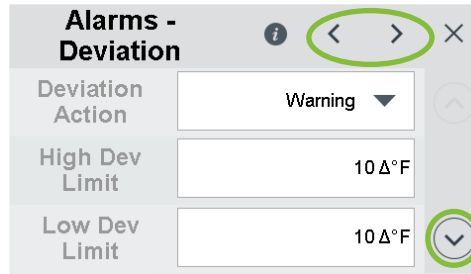 Alarms -
Deviation
Deviation
Action
Warning
High Dev
Limit
10 Δ°F
Low Dev
Limit
10 Δ°F